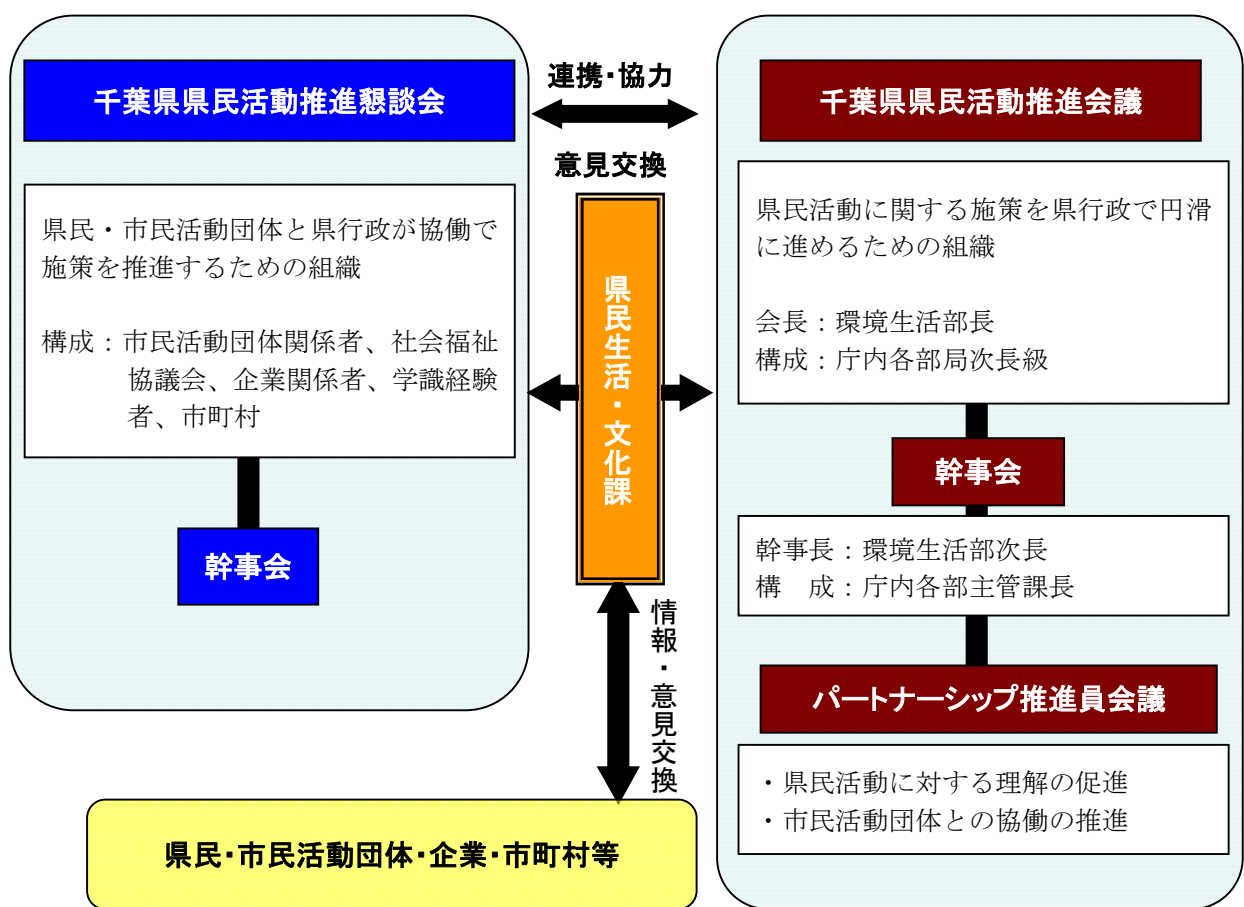 千葉県県民活動推進懇談会
県民・市民活動団体と県行政が協働で
施策を推進するための組織
構成：市民活動団体関係者、社会福祉
協議会、企業関係者、学識経験
者、市町村
幹事会
連携・協力
意見交換
県民生活・文化課
情報・意見交換
千葉県県民活動推進会議
県民活動に関する施策を県行政で円滑
に進めるための組織
会長：環境生活部長
構成：庁内各部局次長級
幹事会
幹事長：環境生活部次長
構　成：庁内各部主管課長
パートナーシップ推進員会議
・県民活動に対する理解の促進
・市民活動団体との協働の推進
県民・市民活動団体・企業・市町村等